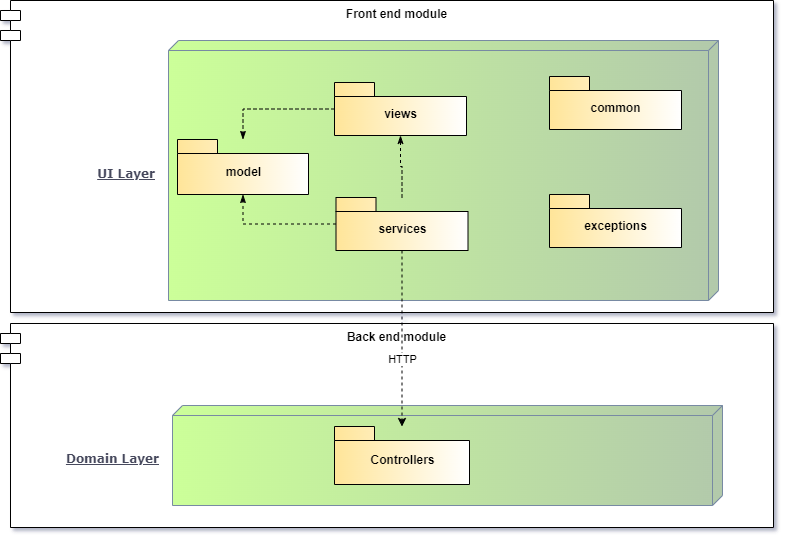 Front end module
views
common
UI Layer
model
services
exceptions
Back end module
HTTP
Domain Layer
Controllers